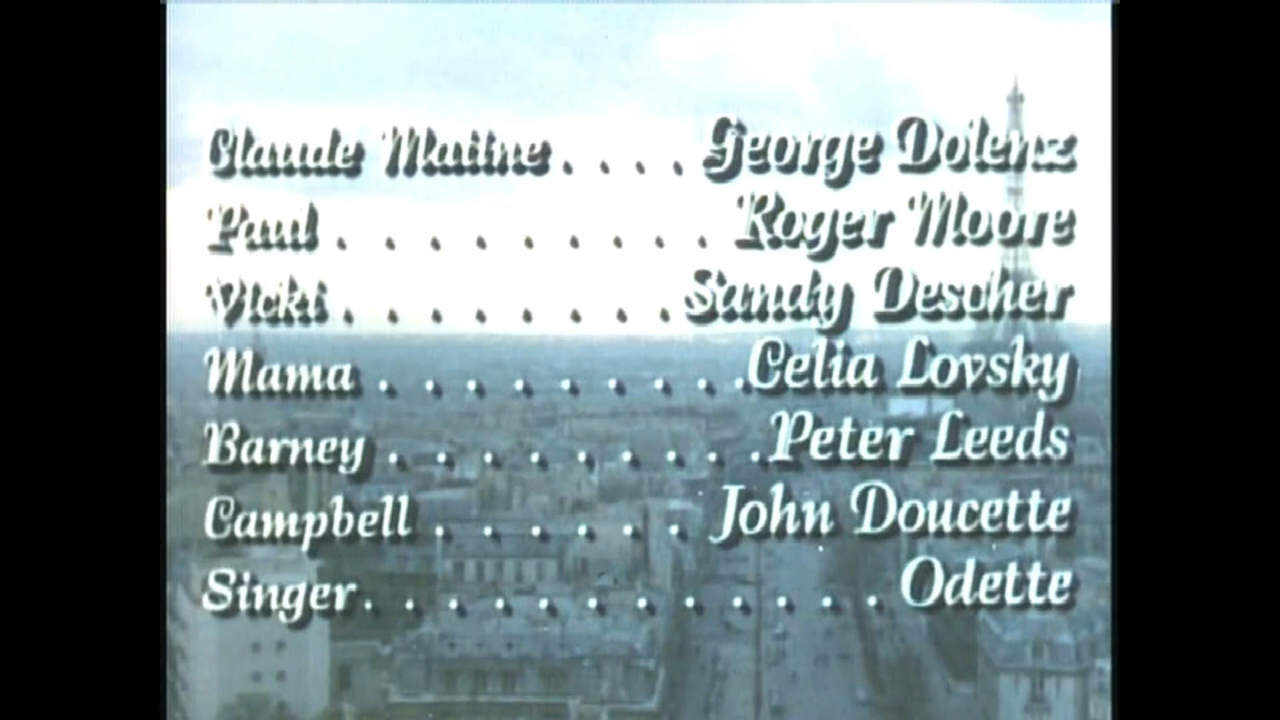 Claude Matine. . . . George Dolenz
Paul . . . . . . . . . Roger Moore
Vicki . . . . . . . . Sandy Descher
Mama . . . . . . . . .Celia Lovsky
Barney . . . . . . . . .Peter Leeds
Campbell . . . . . . John Doucette
Singer. . . . . . . . . . . . Odette